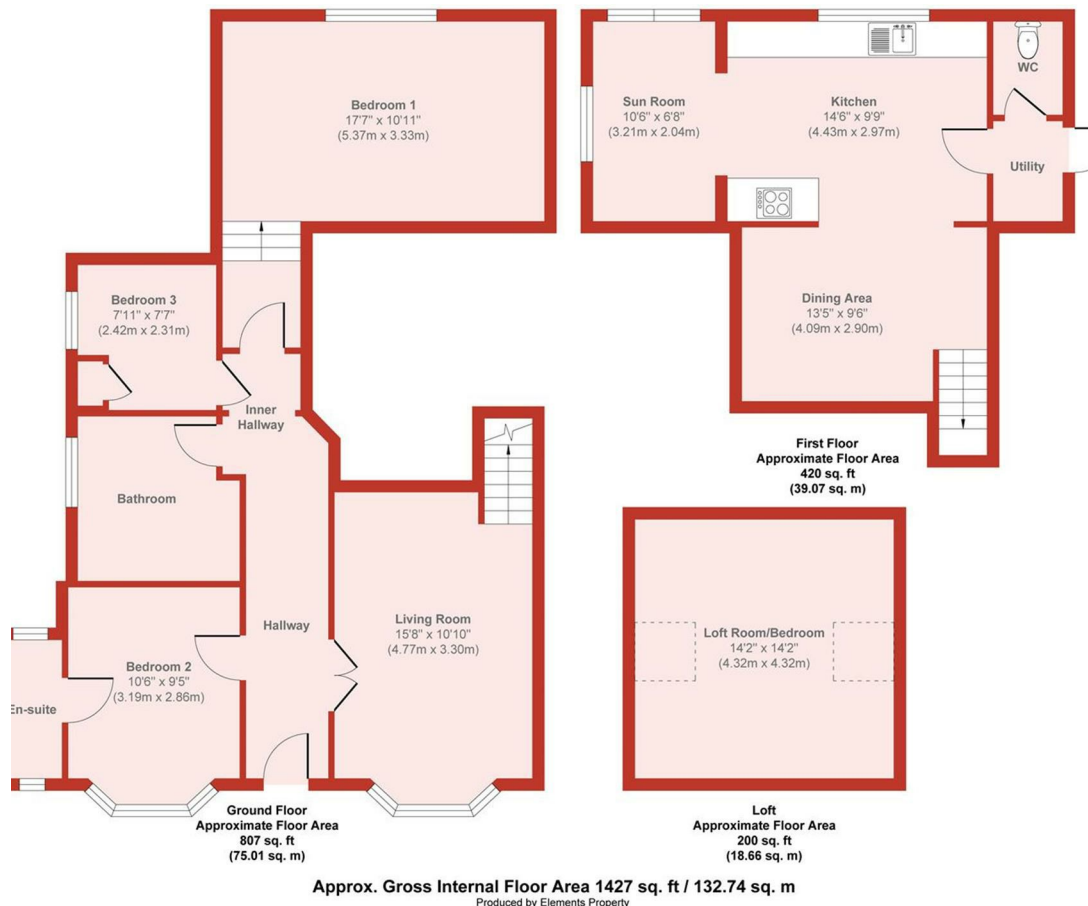 Bedroom 1
17'7" x 10'11"
(5.37m x 3.33m)
Bedroom 3
7'11" x 7'7"
(2.42m x 2.31m)
Inner
Hallway
Bathroom
Hallway
Living Room
15'8" x 10'10"
(4.77m x 3.30m)
Bedroom 2
10'6" x 9'5"
(3.19m x 2.86m)
En-suite
Ground Floor
Approximate Floor Area
807 sq. ft
(75.01 sq. m)
Sun Room
10'6" x 6'8"
(3.21m x 2.04m)
Kitchen
14'6" x 9'9"
(4.43m x 2.97m)
WC
Utility
Dining Area
13'5" x 9'6"
(4.09m x 2.90m)
First Floor
Approximate Floor Area
420 sq. ft
(39.07 sq. m)
Loft Room/Bedroom
14'2" x 14'2"
(4.32m x 4.32m)
Loft
Approximate Floor Area
200 sq. ft
(18.66 sq. m)
Approx. Gross Internal Floor Area 1427 sq. ft / 132.74 sq. m
Produced by Elements Property